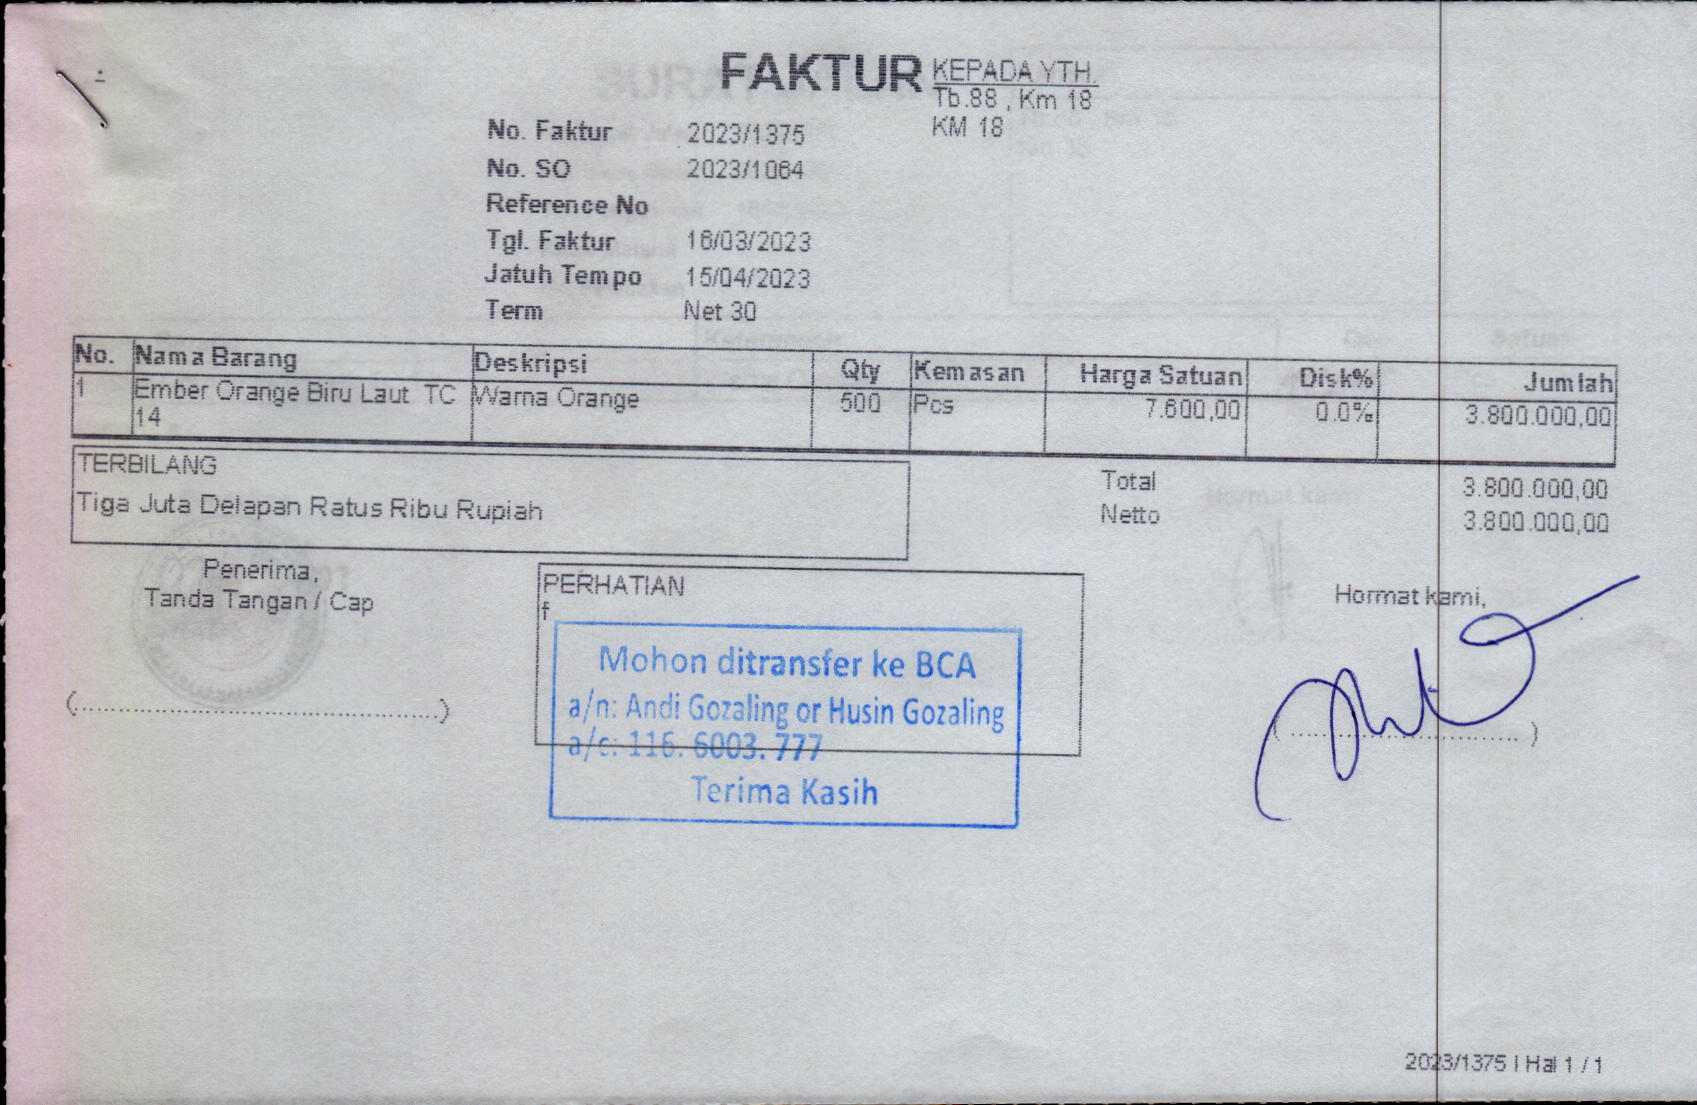 FAKTUR
KEPADA YTH.
Tb.88 , Km 18
KM 18
No. Faktur 2023/1375
No. SO 2023/1064
Reference No
Tgl. Faktur 16/03/2023
Jatuh Tempo 15/04/2023
Term Net 30
No. Nama Barang Deskripsi Qty Kemasan Harga Satuan Disk% Jumlah
1 Ember Orange Biru Laut TC Warna Orange 500 Pcs 7.600,00 0.0% 3.800.000,00
14
TERBILANG
Tiga Juta Delapan Ratus Ribu Rupiah
Total 3.800.000,00
Netto 3.800.000,00
Penerima,
Tanda Tangan / Cap
(......................................)
PERHATIAN
f
Mohon ditransfer ke BCA
a/n: Andi Gozaling or Husin Gozaling
a/c: 116. 6003. 777
Terima Kasih
Hormat kami,
(...........................)
2023/1375 | Hal 1 / 1